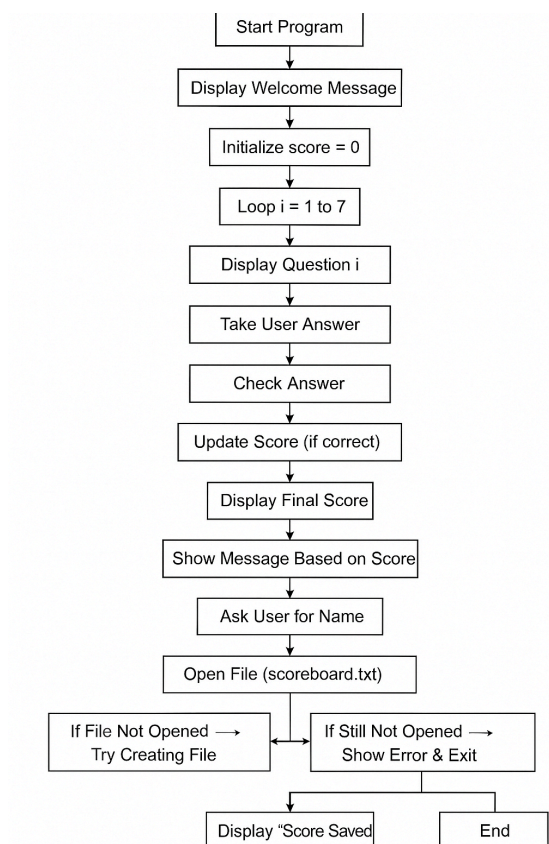 Start Program
Display Welcome Message
Initialize score = 0
Loop i = 1 to 7
Display Question i
Take User Answer
Check Answer
Update Score (if correct)
Display Final Score
Show Message Based on Score
Ask User for Name
Open File (scoreboard.txt)
If File Not Opened →
Try Creating File
If Still Not Opened →
Show Error & Exit
Display “Score Saved
End